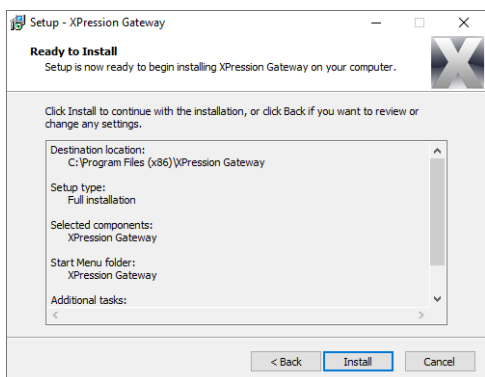 Setup - XPression Gateway
Ready to Install
Setup is now ready to begin installing XPression Gateway on your computer.
Click Install to continue with the installation, or click Back if you want to review or
change any settings.
Destination location:
C:\Program Files (x86)\XPression Gateway
Setup type:
Full installation
Selected components:
XPression Gateway
Start Menu folder:
XPression Gateway
Additional tasks:
< Back
Install
Cancel